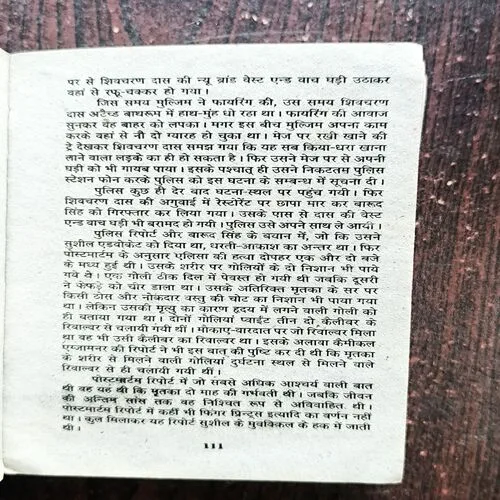 पर से शिवचरण दास की न्यू ब्रांड वेस्ट एन्ड वाच घड़ी उठाकर
वहां से रफू-चक्कर हो गया।
जिस समय मुल्जिम ने फायरिंग की, उस समय शिवचरण
दास अटैच्ड बाथरूम में हाथ-मुंह धो रहा था। फायरिंग की आवाज
सुनकर वह बाहर को लपका। मगर इस बीच मुल्जिम अपना काम
करके वहां से नौ दो ग्यारह हो चुका था। मेज पर रखी खाने की
ट्रे देखकर शिवचरण दास समझ गया कि यह सब किया-धरा खाना
लाने वाला लड़के का ही हो सकता है। फिर उसने मेज पर से अपनी
घड़ी को भी गायब पाया। इसके पश्चात् ही उसने निकटतम पुलिस
स्टेशन फोन करके पुलिस को इस घटना के सम्बन्ध में सूचना दी।
पुलिस कुछ ही देर बाद घटना-स्थल पर पहुंच गयी। फिर
शिवचरण दास की अगुवाई में रेस्टोरेंट पर छापा मार कर बारूद
सिंह को गिरफ्तार कर लिया गया। उसके पास से दास की वेस्ट
एन्ड वाच घड़ी भी बरामद हो गयी। पुलिस उसे अपने साथ ले आयी।
पुलिस रिपोर्ट और बारूद सिंह के बयान में, जो कि उसने
सुशील एडवोकेट को दिया था, धरती-आकाश का अन्तर था। फिर
पोस्टमार्टम के अनुसार एलिसा की हत्या दोपहर एक और दो बजे
के मध्य हुई थी। उसके शरीर पर गोलियों के दो निशान भी पाये
गये थे। एक गोली ठीक दिल में पेवस्त हो गयी थी जबकि दूसरी
ने फेफड़े को चीर डाला था। उसके अतिरिक्त मृतका के सर पर
किसी ठोस और नोकदार वस्तु की चोट का निशान भी पाया गया
था। लेकिन उसकी मृत्यु का कारण हृदय में लगने वाली गोली को
ही बताया गया था। दोनों गोलियां प्वाईंट तीन दो कैलीवर के
रिवाल्वर से चलायी गयीं थीं। मौकाए-वारदात पर जो रिवाल्वर मिला
था वह भी उसी कैलीवर का रिवाल्वर था। इसके अलावा कैमीकल
एग्जामनर की रिपोर्ट ने भी इस बात की पुष्टि कर दी थी कि मृतका
के शरीर से मिलने वाली गोलियां दुर्घटना स्थल से मिलने वाले
रिवाल्वर से ही चलायी गयीं थीं।
पोस्टमार्टम रिपोर्ट में जो सबसे अधिक आश्चर्य वाली बात
थी वह यह थी कि मृतका दो माह की गर्भवती थी। जबकि जीवन
की अन्तिम सांस तक वह निश्चित रूप से अविवाहित थी।
पोस्टमार्टम रिपोर्ट में कहीं भी फिंगर प्रिन्ट्स इत्यादि का वर्णन नहीं
था। कुल मिलाकर यह रिपोर्ट सुशील के मुवक्किल के हक में जाती
थी।
111